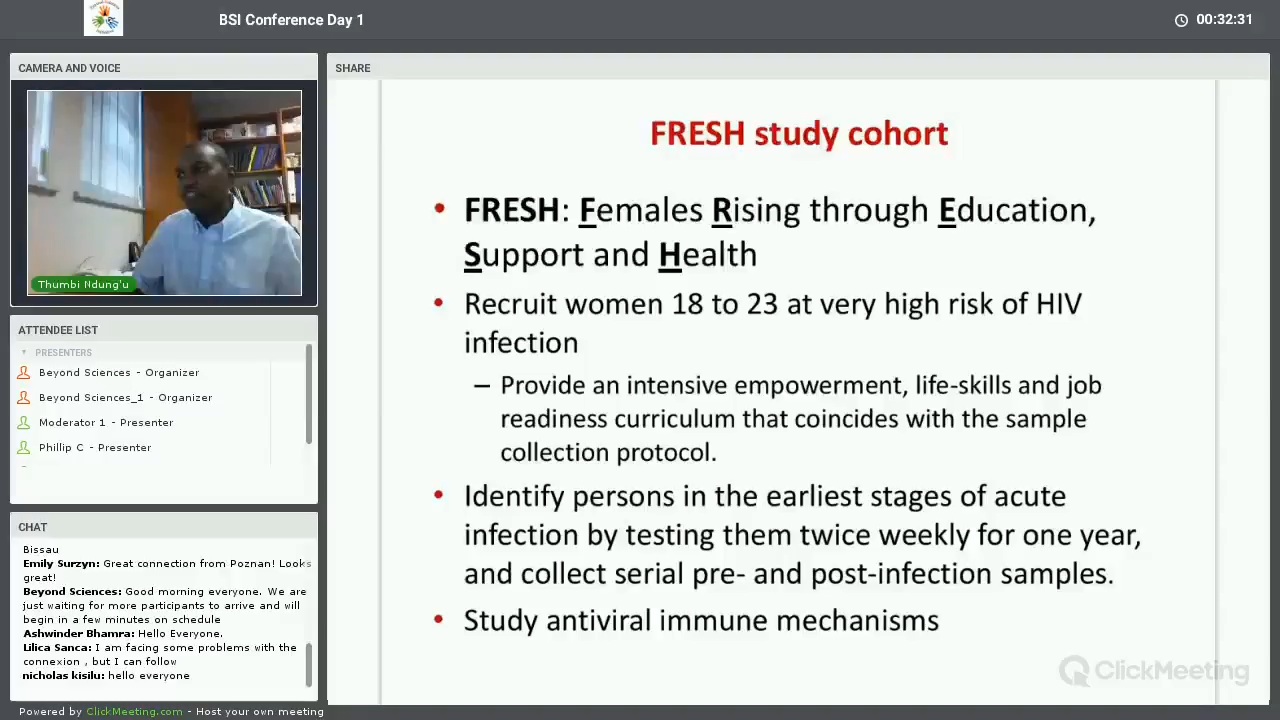 BSI Conference Day 1
00:32:31
CAMERA AND VOICE
Thumbi Ndung'u
ATTENDEE LIST
PRESENTERS
Beyond Sciences - Organizer
Beyond Sciences_1 - Organizer
Moderator 1 - Presenter
Phillip C - Presenter
CHAT
Bissau
Emily Surzyn: Great connection from Poznan! Looks
great!
Beyond Sciences: Good morning everyone. We are
just waiting for more participants to arrive and will
begin in a few minutes on schedule
Ashwinder Bhamra: Hello Everyone.
Lilica Sanca: I am facing some problems with the
connexion , but I can follow
nicholas kisilu: hello everyone
Powered by ClickMeeting.com - Host your own meeting
SHARE
FRESH study cohort
• FRESH: Females Rising through Education,
Support and Health
• Recruit women 18 to 23 at very high risk of HIV
infection
– Provide an intensive empowerment, life-skills and job
readiness curriculum that coincides with the sample
collection protocol.
• Identify persons in the earliest stages of acute
infection by testing them twice weekly for one year,
and collect serial pre- and post-infection samples.
• Study antiviral immune mechanisms
ClickMeeting